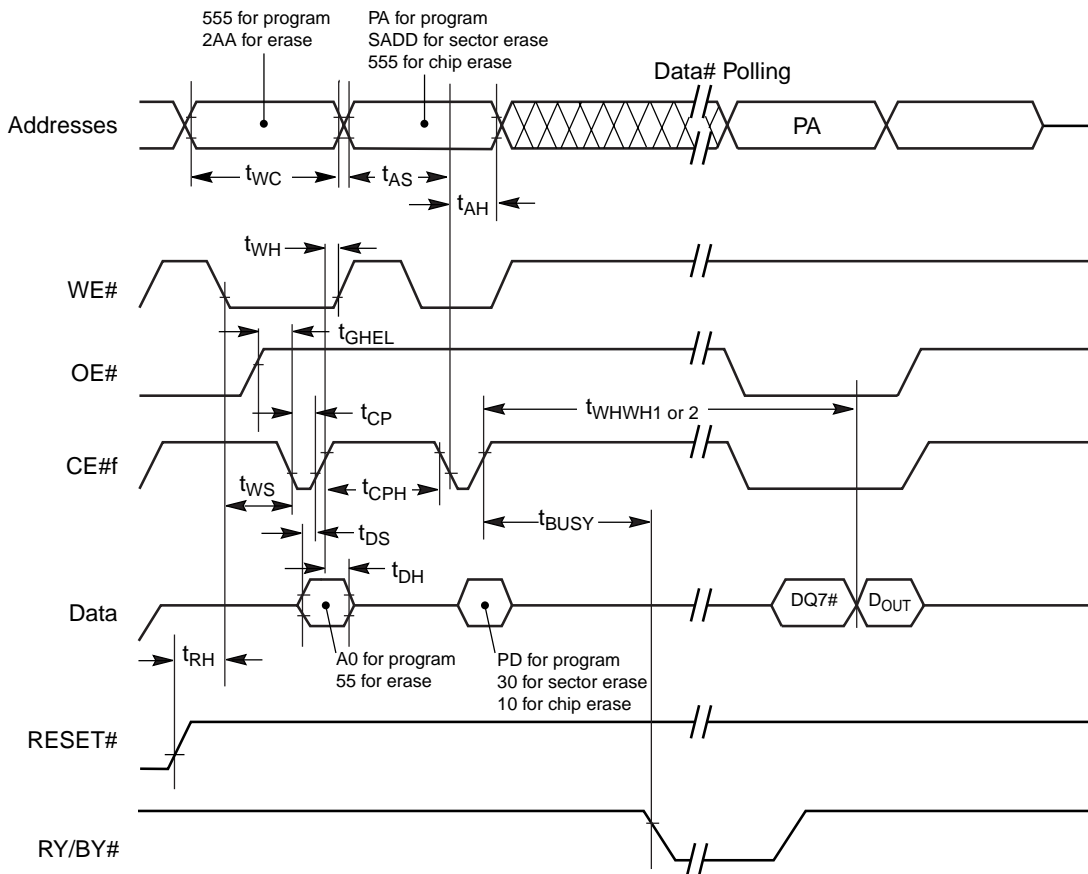 555 for program
2AA for erase
PA for program
SADD for sector erase
555 for chip erase
Data# Polling
Addresses
PA
tWC
tAS
tAH
tWH
WE#
tGHEL
OE#
tWHWH1 or 2
tCP
CE#f
tWS
tCPH
tBUSY
tDS
tDH
Data
DQ7#
DOUT
tRH
A0 for program
55 for erase
PD for program
30 for sector erase
10 for chip erase
RESET#
RY/BY#